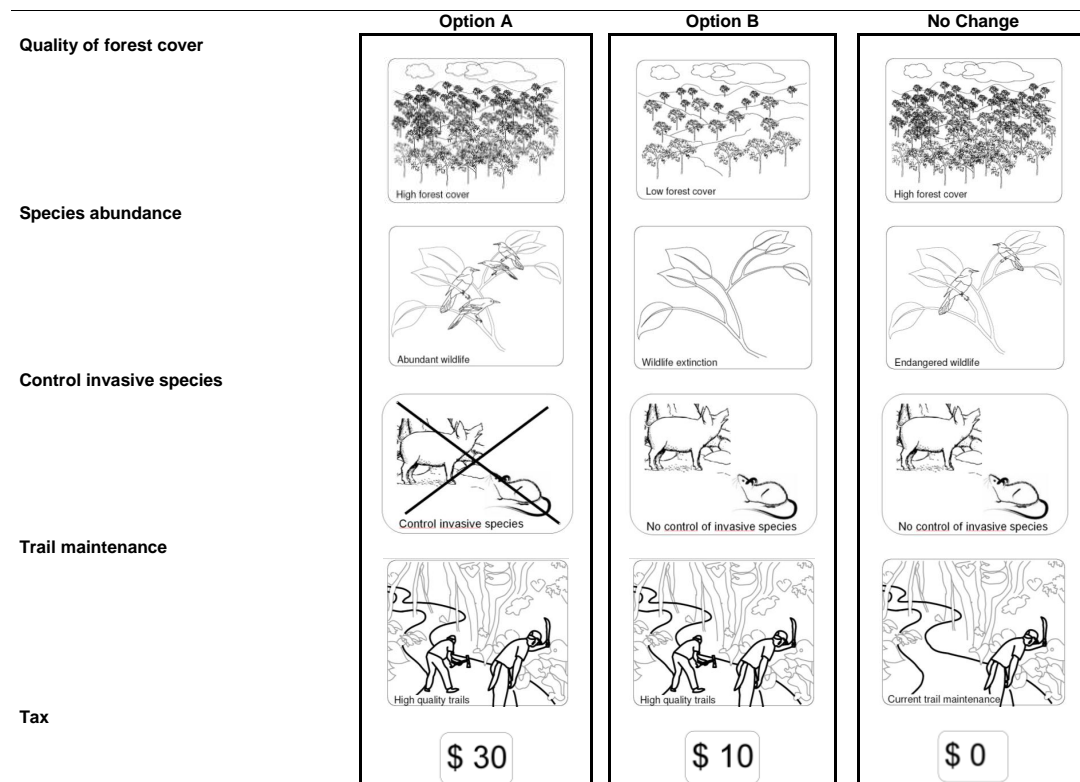 Option A Option B No Change
Quality of forest cover
High forest cover Low forest cover High forest cover
Species abundance
Abundant wildlife Wildlife extinction Endangered wildlife
Control invasive species
Control invasive species No control of invasive species No control of invasive species
Trail maintenance
High quality trails High quality trails Current trail maintenance
Tax
$ 30 $ 10 $ 0